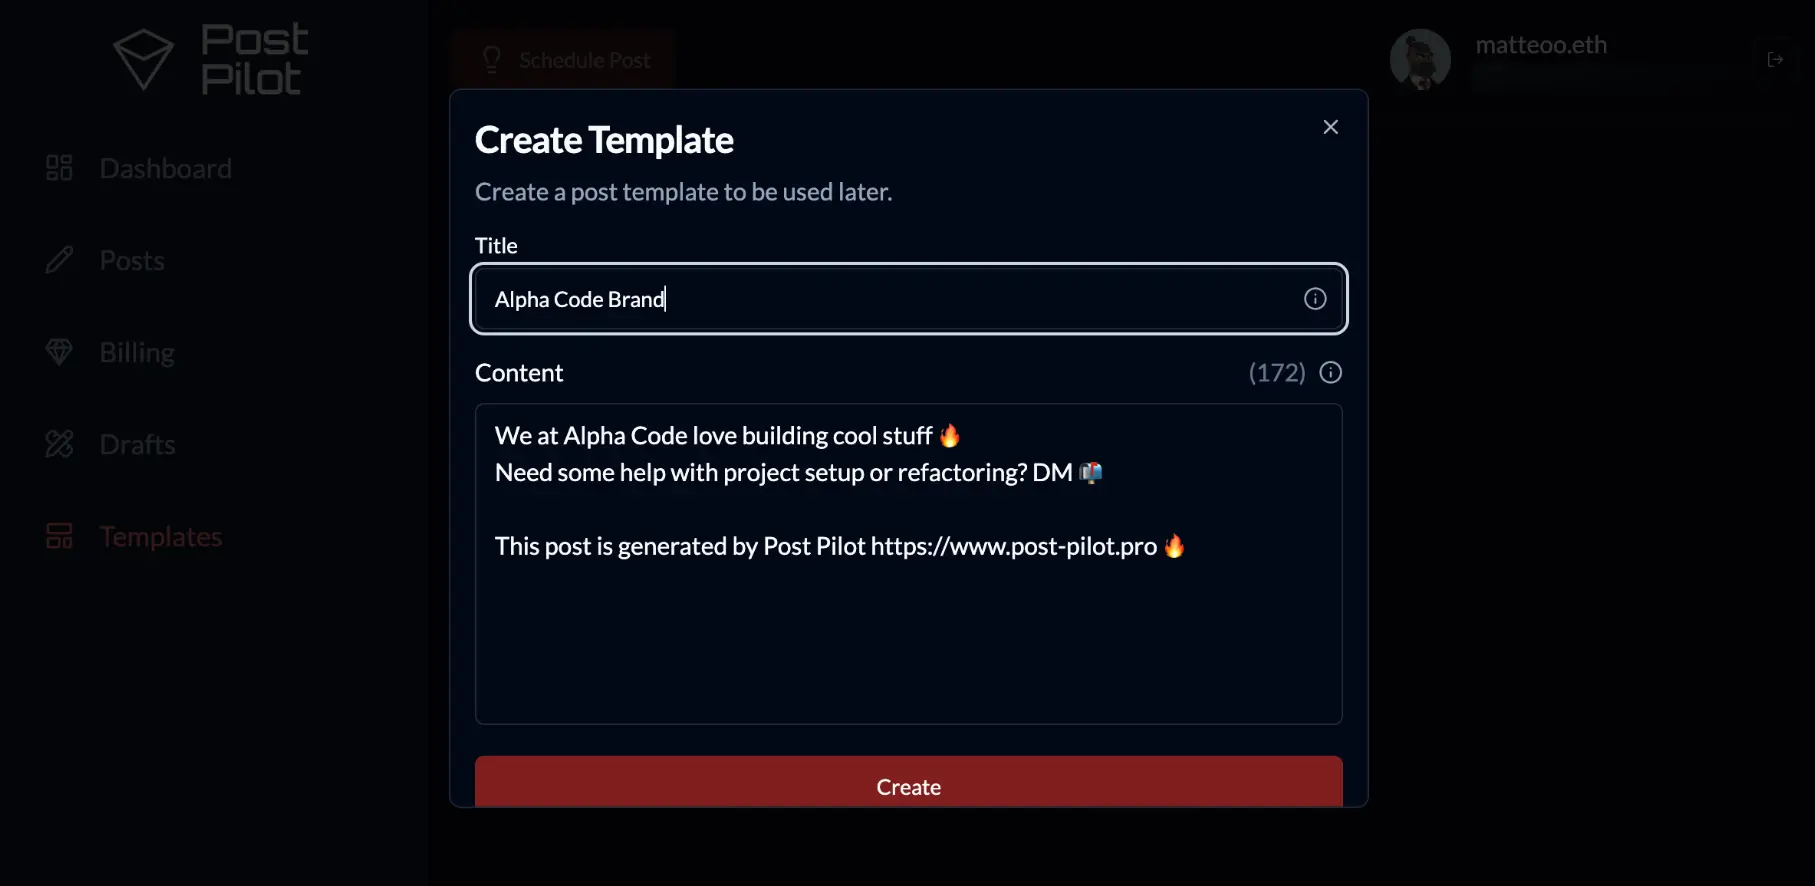 Post
Pilot
Schedule Post
matteoo.eth
Dashboard
Posts
Billing
Drafts
Templates
Create Template
Create a post template to be used later.
Title
Alpha Code Brand
Content
(172)
We at Alpha Code love building cool stuff 🔥
Need some help with project setup or refactoring? DM 📬
This post is generated by Post Pilot https://www.post-pilot.pro 🔥
Create